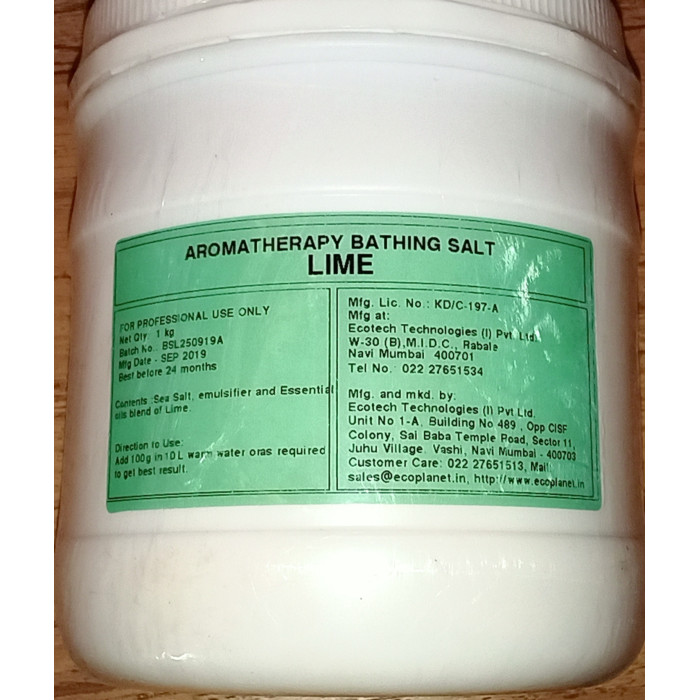 AROMATHERAPY BATHING SALT
LIME
FOR PROFESSIONAL USE ONLY
Net Qty: 1 kg
Batch No.: BSL250919A
Mfg Date - SEP 2019
Best before 24 months
Contents :Sea Salt, emulsifier and Essential
oils blend of Lime.
Direction to Use:
Add 100g in 10 L warm water oras required
to get best result.
Mfg. Lic. No.: KD/C-197-A
Mfg at:
Ecotech Technologies (I) Pvt. Ltd.
W-30 (B),M.I.D.C., Rabale
Navi Mumbai 400701
Tel No. 022 27651534
Mfg. and mkd. by:
Ecotech Technologies (I) Pvt Ltd.
Unit No 1-A, Building No 489 , Opp CISF
Colony, Sai Baba Temple Road, Sector 11,
Juhu Village. Vashi, Navi Mumbai - 400703
Customer Care: 022 27651513, Mail:
sales@ecoplanet.in, http://www.ecoplanet.in